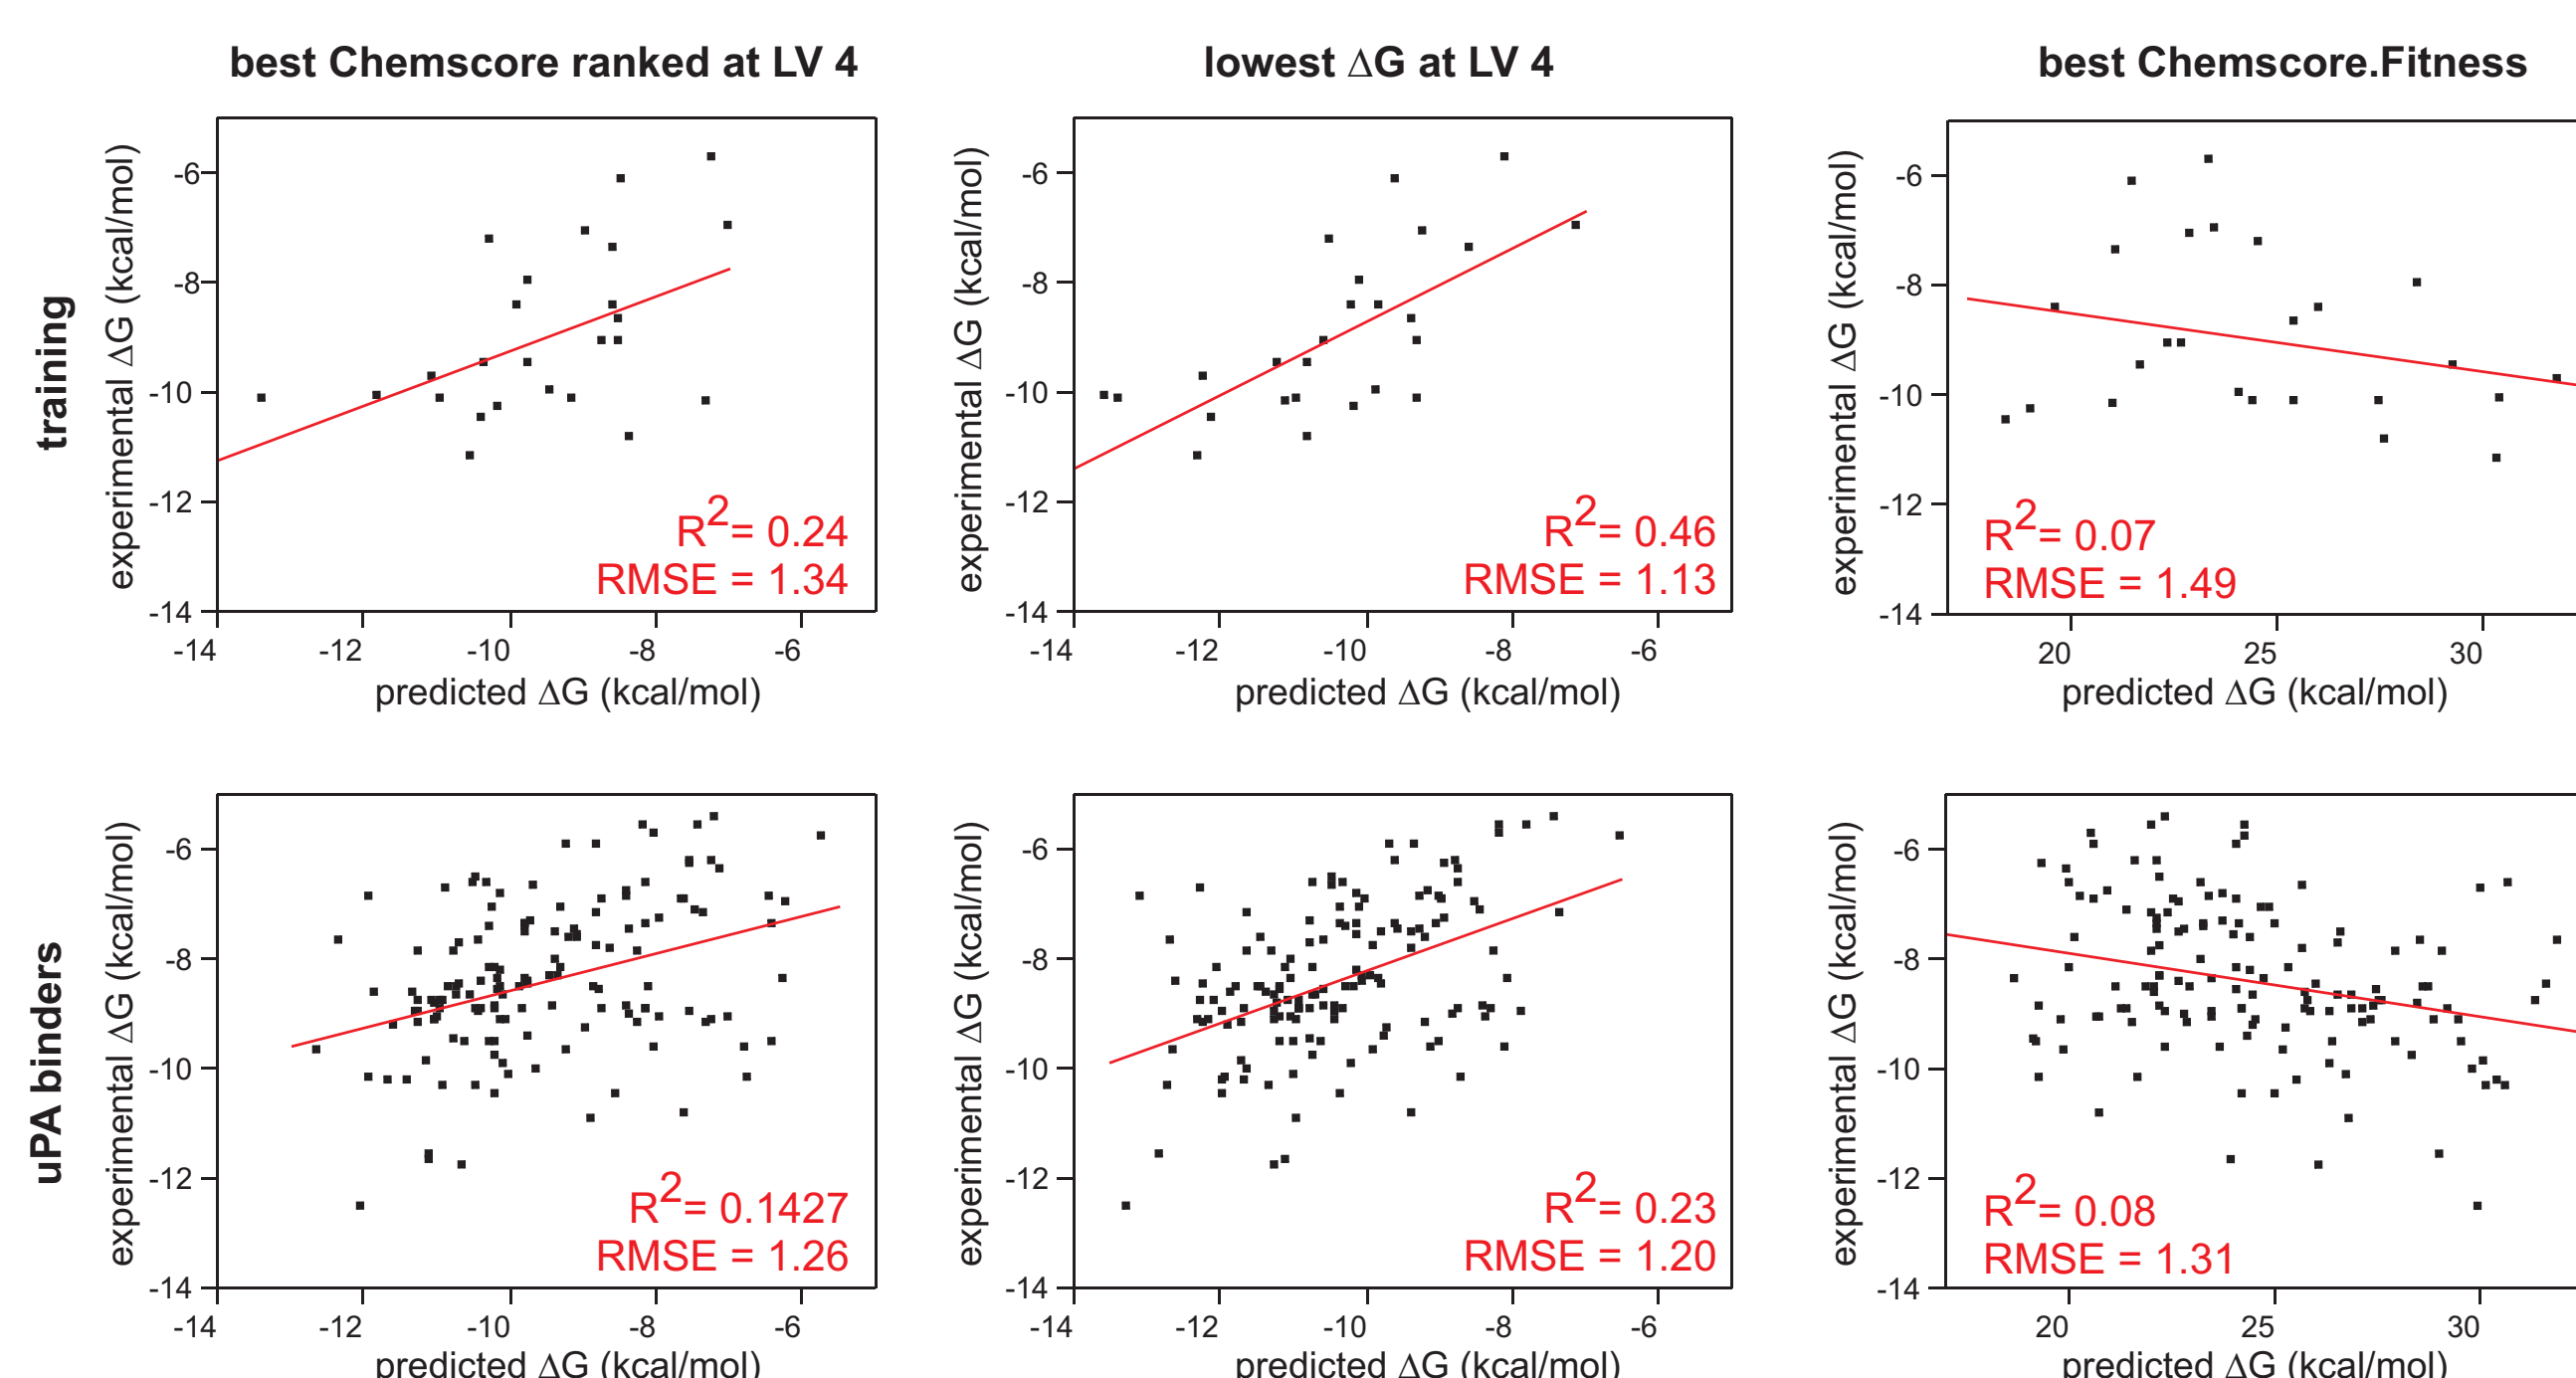 best Chemscore ranked at LV 4
lowest ΔG at LV 4
best Chemscore.Fitness
training
experimental ΔG (kcal/mol)
-6
-8
-10
-12
-14
R2= 0.24
RMSE = 1.34
-14 -12 -10 -8 -6
predicted ΔG (kcal/mol)
experimental ΔG (kcal/mol)
-6
-8
-10
-12
-14
R2= 0.46
RMSE = 1.13
-14 -12 -10 -8 -6
predicted ΔG (kcal/mol)
experimental ΔG (kcal/mol)
-6
-8
-10
-12
-14
R2= 0.07
RMSE = 1.49
20 25 30
predicted ΔG (kcal/mol)
uPA binders
experimental ΔG (kcal/mol)
-6
-8
-10
-12
-14
R2= 0.1427
RMSE = 1.26
-14 -12 -10 -8 -6
predicted ΔG (kcal/mol)
experimental ΔG (kcal/mol)
-6
-8
-10
-12
-14
R2= 0.23
RMSE = 1.20
-14 -12 -10 -8 -6
predicted ΔG (kcal/mol)
experimental ΔG (kcal/mol)
-6
-8
-10
-12
-14
R2= 0.08
RMSE = 1.31
20 25 30
predicted ΔG (kcal/mol)